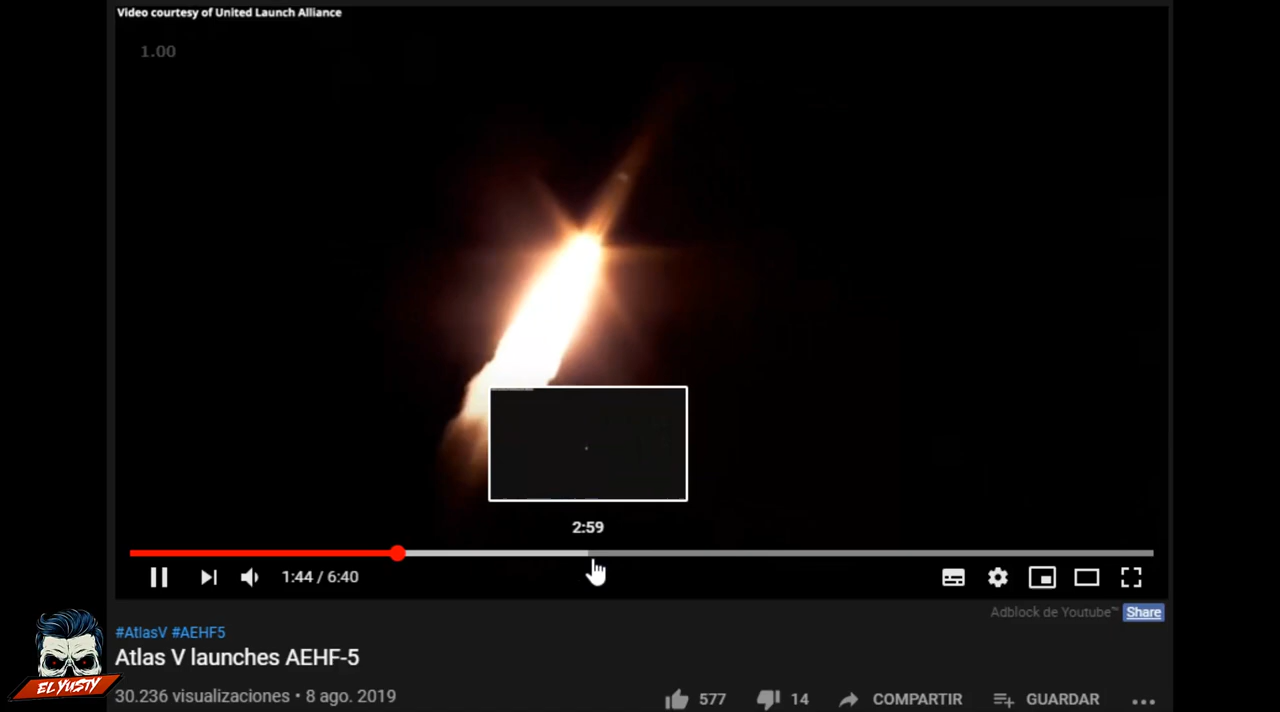 Video courtesy of United Launch Alliance
1.00
2:59
1:44 / 6:40
Adblock de Youtube™ Share
#AtlasV #AEHF5
Atlas V launches AEHF-5
EL YUSTY
30.236 visualizaciones • 8 ago. 2019
577 14 COMPARTIR GUARDAR